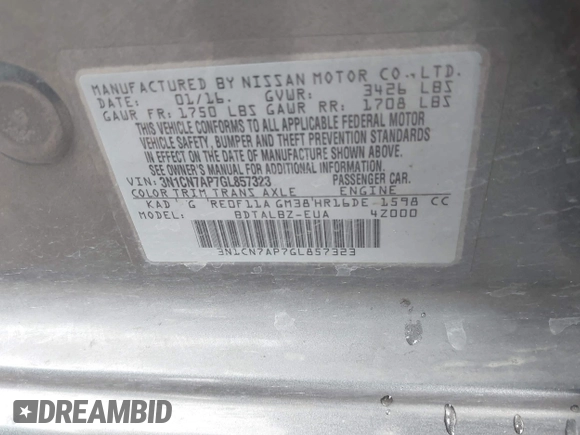 MANUFACTURED BY NISSAN MOTOR CO.,LTD.
DATE: 01/16. GVWR: 3426 LBS
GAWR FR: 1750 LBS GAWR RR: 1708 LBS
THIS VEHICLE CONFORMS TO ALL APPLICABLE FEDERAL MOTOR
VEHICLE SAFETY, BUMPER AND THEFT PREVENTION STANDARDS
IN EFFECT ON THE DATE OF MANUFACTURE SHOWN ABOVE.
SEE OWNER'S MANUAL FOR ADDITIONAL INFORMATION.
VIN: 3N1CN7AP7GL857323 PASSENGER CAR.
COLOR TRIM TRANS AXLE ENGINE
KAD G RE0F11A GM38 HR16DE 1598 CC
MODEL: BDTALBZ-EUA 4Z000
3N1CN7AP7GL857323
DREAMBID